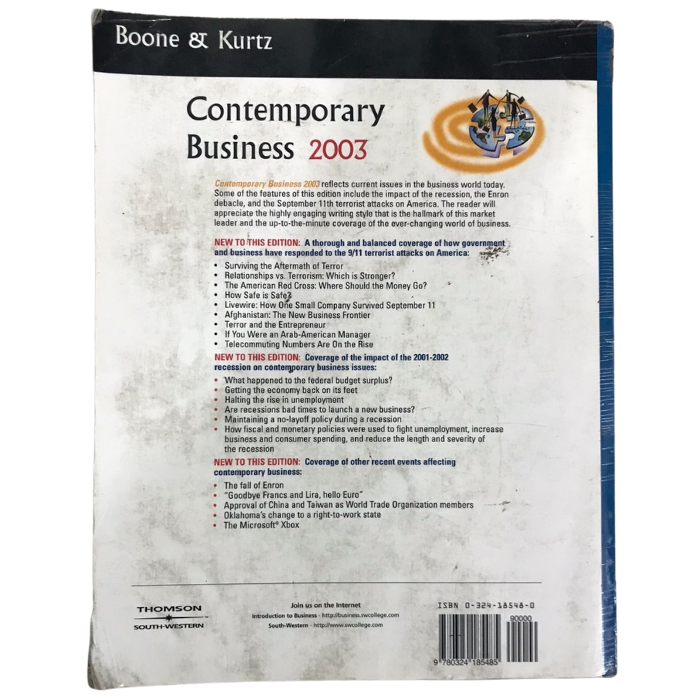 Boone & Kurtz
Contemporary
Business 2003
Contemporary Business 2003 reflects current issues in the business world today.
Some of the features of this edition include the impact of the recession, the Enron
debacle, and the September 11th terrorist attacks on America. The reader will
appreciate the highly engaging writing style that is the hallmark of this market
leader and the up-to-the-minute coverage of the ever-changing world of business.
NEW TO THIS EDITION: A thorough and balanced coverage of how government
and business have responded to the 9/11 terrorist attacks on America:
• Surviving the Aftermath of Terror
• Relationships vs. Terrorism: Which is Stronger?
• The American Red Cross: Where Should the Money Go?
• How Safe is Safe?
• Livewire: How One Small Company Survived September 11
• Afghanistan: The New Business Frontier
• Terror and the Entrepreneur
• If You Were an Arab-American Manager
• Telecommuting Numbers Are On the Rise
NEW TO THIS EDITION: Coverage of the impact of the 2001-2002
recession on contemporary business issues:
• What happened to the federal budget surplus?
• Getting the economy back on its feet
• Halting the rise in unemployment
• Are recessions bad times to launch a new business?
• Maintaining a no-layoff policy during a recession
• How fiscal and monetary policies were used to fight unemployment, increase
business and consumer spending, and reduce the length and severity of
the recession
NEW TO THIS EDITION: Coverage of other recent events affecting
contemporary business:
• The fall of Enron
• "Goodbye Francs and Lira, hello Euro"
• Approval of China and Taiwan as World Trade Organization members
• Oklahoma's change to a right-to-work state
• The Microsoft® Xbox
THOMSON
SOUTH-WESTERN
Join us on the Internet
Introduction to Business - http://business.swcollege.com
South-Western - http://www.swcollege.com
ISBN 0-324-18548-0
90000
9 780324 185485